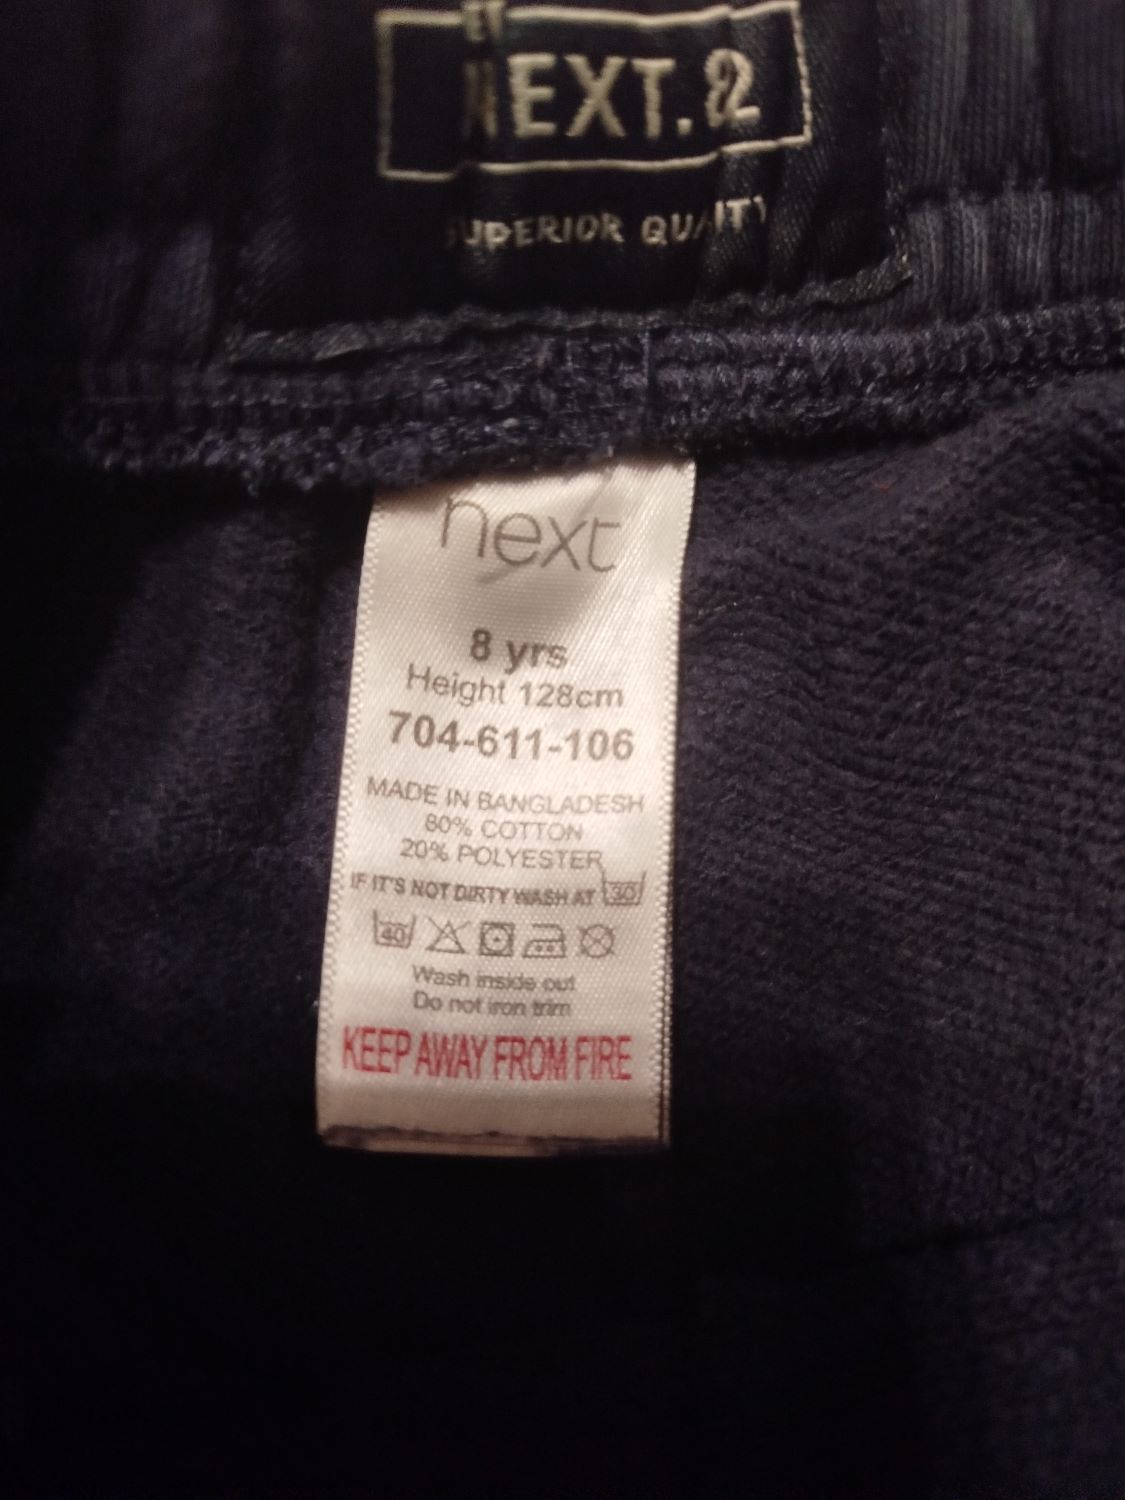 NEXT.82
SUPERIOR QUALITY
next
8 yrs
Height 128cm
704-611-106
MADE IN BANGLADESH
80% COTTON
20% POLYESTER
IF IT'S NOT DIRTY WASH AT 30
40
Wash inside out
Do not iron trim
KEEP AWAY FROM FIRE